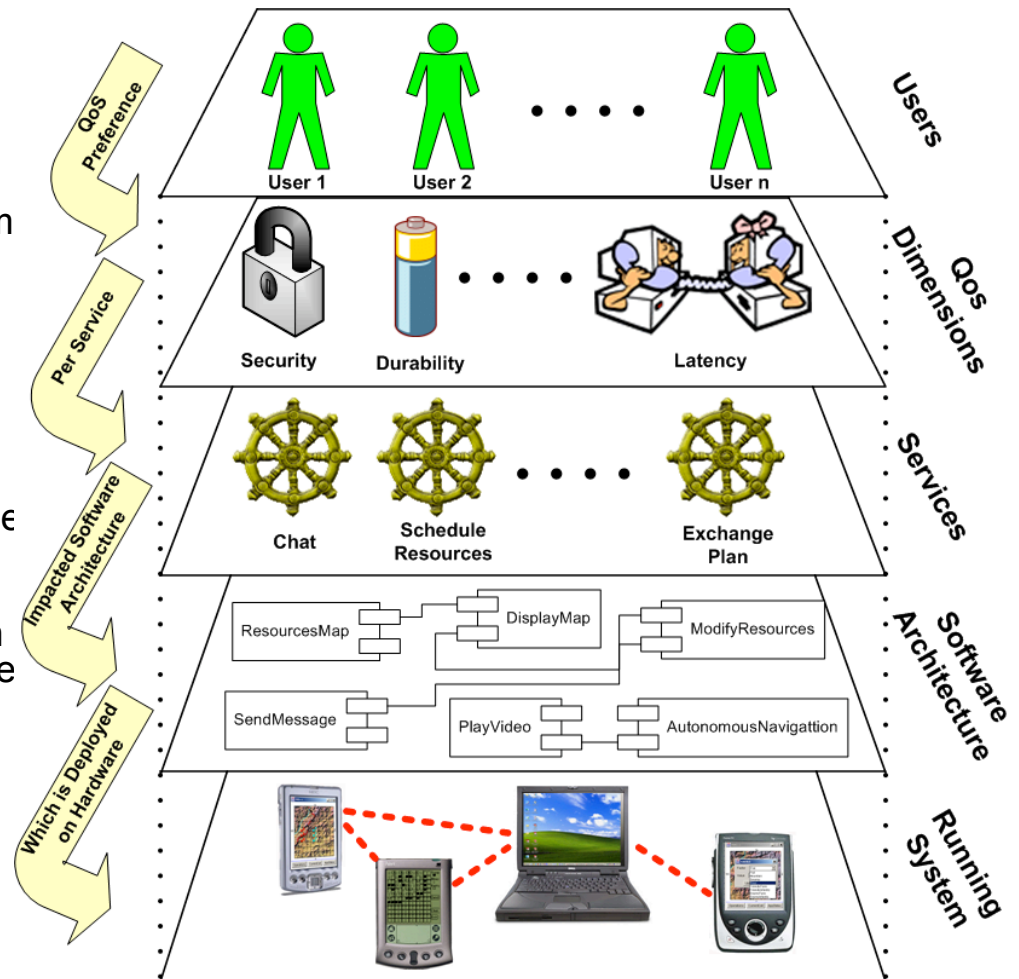 QoS
Preference
Users
User 1
User 2
User n
n
QoS
Dimensions
Per Service
Security
Durability
Latency
Services
Impacted Software
Architecture
Chat
Schedule
Resources
Exchange
Plan
e
Software
Architecture
ResourcesMap
DisplayMap
ModifyResources
e
SendMessage
PlayVideo
AutonomousNavigattion
Which is Deployed
on Hardware
Running
System